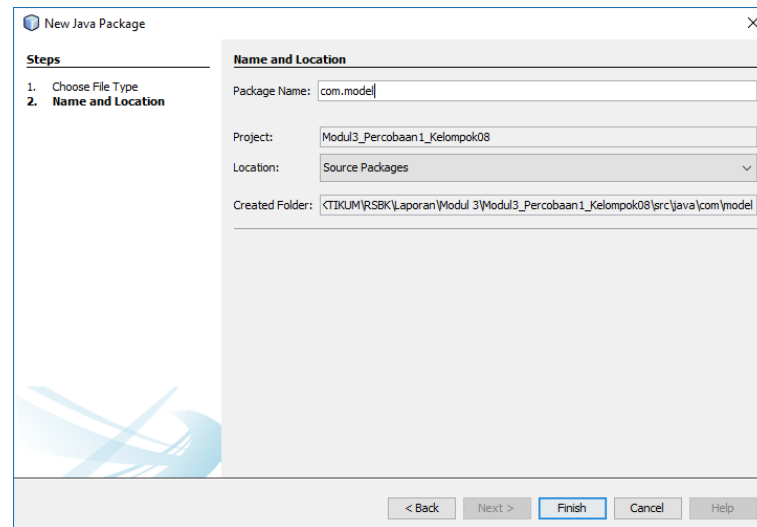 New Java Package
Steps
1. Choose File Type
2. Name and Location
Name and Location
Package Name: com.model
Project: Modul3_Percobaan1_Kelompok08
Location: Source Packages
Created Folder: <TIKUM\RSBK\Laporan\Modul 3\Modul3_Percobaan1_Kelompok08\src\java\com\model
< Back Next > Finish Cancel Help